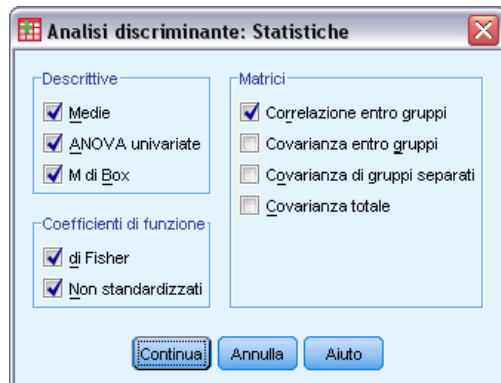 Analisi discriminante: Statistiche
Descrittive
Medie
ANOVA univariate
M di Box
Coefficienti di funzione
di Fisher
Non standardizzati
Matrici
Correlazione entro gruppi
Covarianza entro gruppi
Covarianza di gruppi separati
Covarianza totale
Continua
Annulla
Aiuto